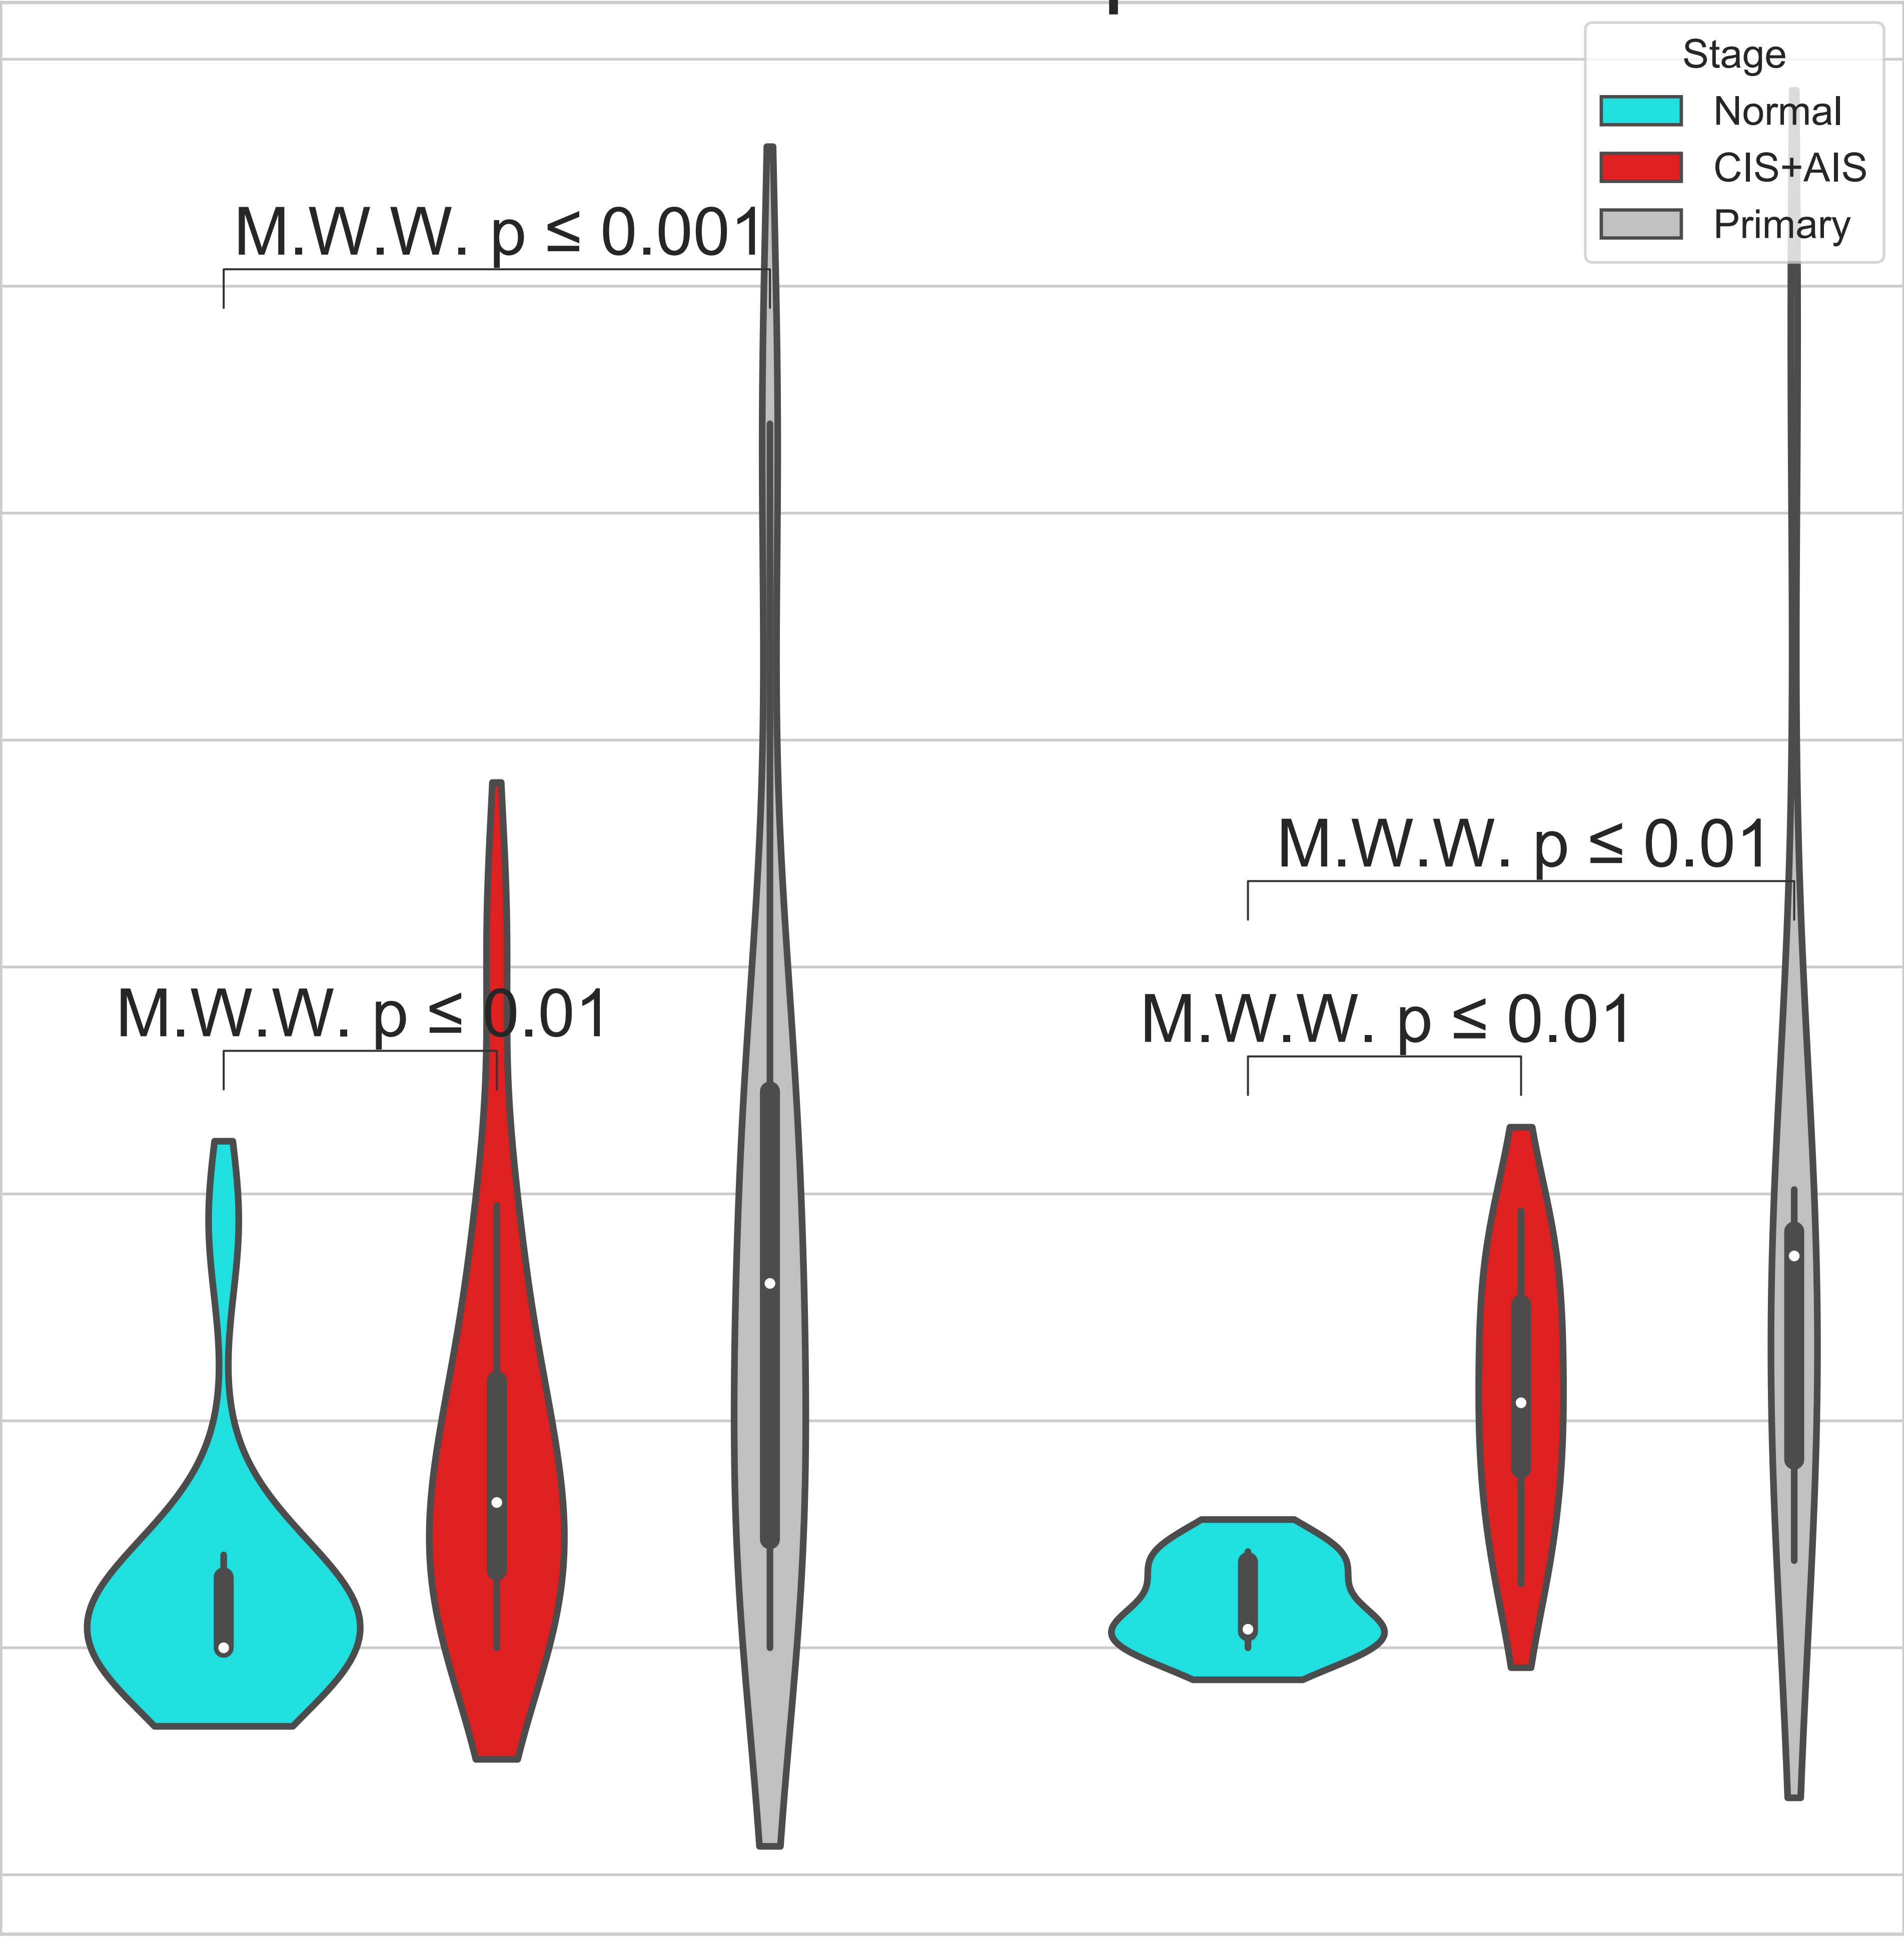 Stage
Normal
CIS+AIS
Primary
M.W.W. p ≤ 0.001
M.W.W. p ≤ 0.01
M.W.W. p ≤ 0.01
M.W.W. p ≤ 0.01